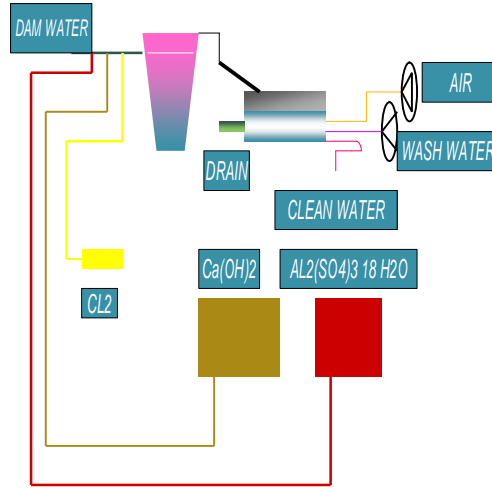 DAM WATER
AIR
WASH WATER
DRAIN
CLEAN WATER
Ca(OH)2
AL2(SO4)3 18 H2O
CL2